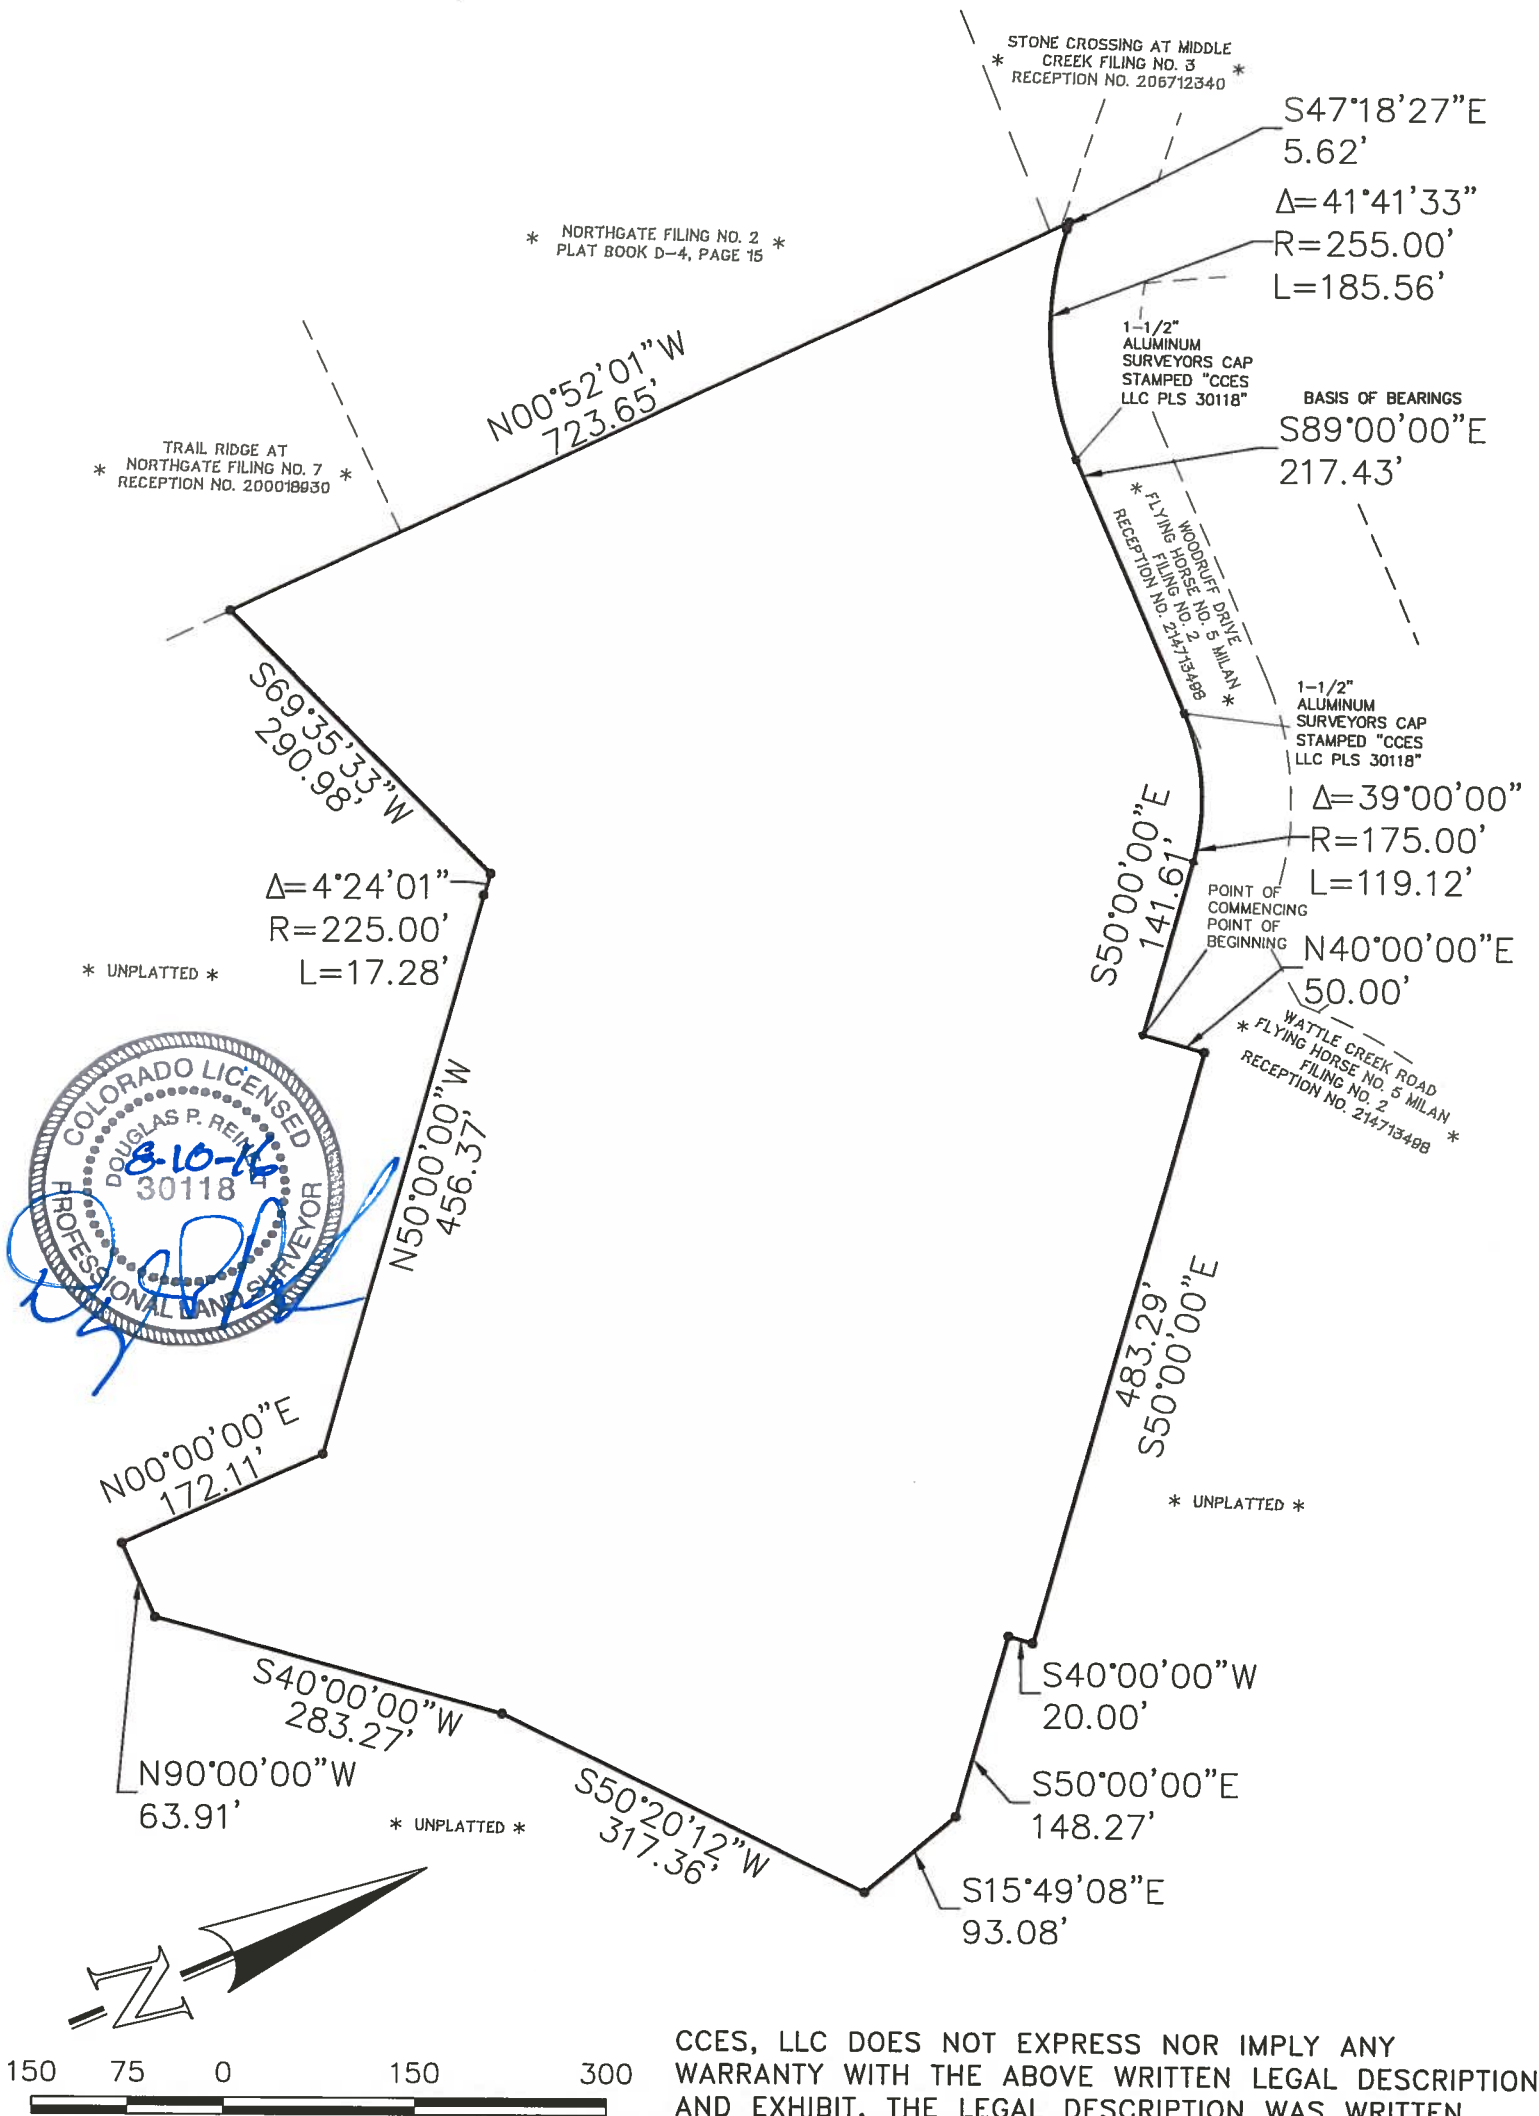 STONE CROSSING AT MIDDLE
* CREEK FILING NO. 3 *
RECEPTION NO. 206712340
S47°18'27"E
5.62'
Δ=41°41'33"
R=255.00'
L=185.56'
* NORTHGATE FILING NO. 2 *
PLAT BOOK D-4, PAGE 15
1-1/2"
ALUMINUM
SURVEYORS CAP
STAMPED "CCES
LLC PLS 30118"
N00°52'01"W
723.65'
BASIS OF BEARINGS
S89°00'00"E
217.43'
TRAIL RIDGE AT
* NORTHGATE FILING NO. 7 *
RECEPTION NO. 200018930
WOODRUFF DRIVE
* FLYING HORSE NO. 5 MILAN *
FILING NO. 2
RECEPTION NO. 214713498
S69°35'33"W
290.98'
1-1/2"
ALUMINUM
SURVEYORS CAP
STAMPED "CCES
LLC PLS 30118"
Δ=39°00'00"
R=175.00'
L=119.12'
S50°00'00"E
141.61'
Δ=4°24'01"
R=225.00'
L=17.28'
POINT OF
COMMENCING
POINT OF
BEGINNING
N40°00'00"E
50.00'
* UNPLATTED *
WATTLE CREEK ROAD
* FLYING HORSE NO. 5 MILAN *
FILING NO. 2
RECEPTION NO. 214713498
COLORADO LICENSED
DOUGLAS P.
8-10-16
30118
PROFESSIONAL LAND SURVEYOR
N50°00'00"W
456.37'
483.29'
S50°00'00"E
N00°00'00"E
172.11'
* UNPLATTED *
S40°00'00"W
283.27'
S40°00'00"W
20.00'
N90°00'00"W
63.91'
S50°20'12"W
317.36'
S50°00'00"E
148.27'
* UNPLATTED *
S15°49'08"E
93.08'
N
150 75 0 150 300
CCES, LLC DOES NOT EXPRESS NOR IMPLY ANY
WARRANTY WITH THE ABOVE WRITTEN LEGAL DESCRIPTION
AND EXHIBIT. THE LEGAL DESCRIPTION WAS WRITTEN